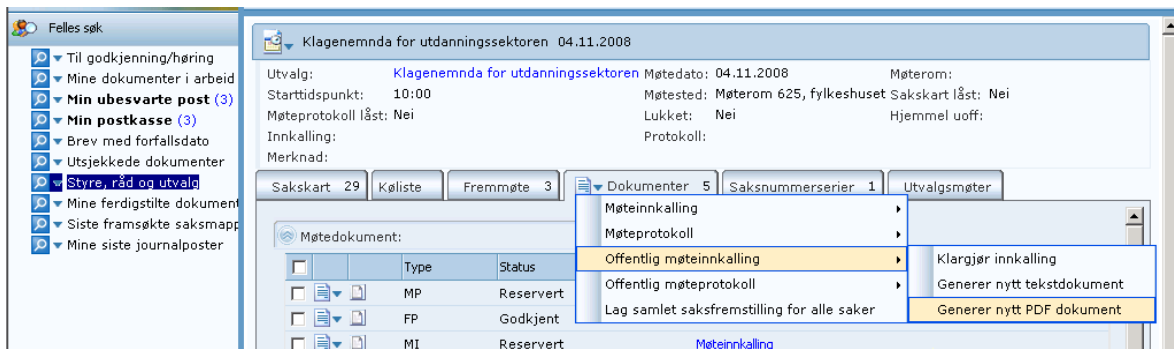 Felles søk
Til godkjenning/høring
Mine dokumenter i arbeid
Min ubesvarte post (3)
Min postkasse (3)
Brev med forfallsdato
Utsjekkede dokumenter
Styre, råd og utvalg
Mine ferdigstilte dokument
Siste framsøkte saksmapp
Mine siste journalposter
Klagenemnda for utdanningssektoren 04.11.2008
Utvalg: Klagenemnda for utdanningssektoren Møtedato: 04.11.2008 Møterom:
Starttidspunkt: 10:00 Møtested: Møterom 625, fylkeshuset Sakskart låst: Nei
Møteprotokoll låst: Nei Lukket: Nei Hjemmel uoff:
Innkalling: Protokoll:
Merknad:
Sakskart 29 Køliste Fremmøte 3 Dokumenter 5 Saksnummerserier 1 Utvalgsmøter
Møteinnkalling
Møteprotokoll
Offentlig møteinnkalling
Offentlig møteprotokoll
Lag samlet saksfremstilling for alle saker
Klargjør innkalling
Generer nytt tekstdokument
Generer nytt PDF dokument
Møtedokument:
Type Status
MP Reservert
FP Godkjent
MI Reservert Møteinnkalling